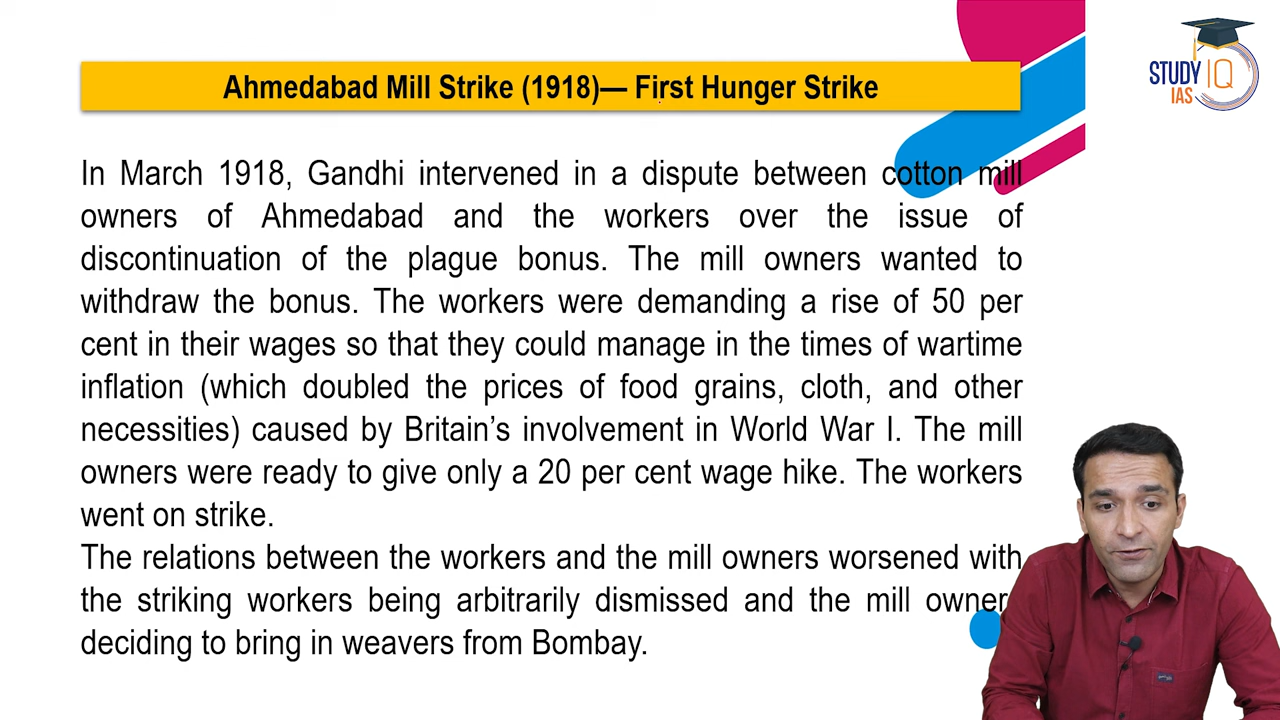 Ahmedabad Mill Strike (1918)— First Hunger Strike
STUDY IQ
IAS
In March 1918, Gandhi intervened in a dispute between cotton mill
owners of Ahmedabad and the workers over the issue of
discontinuation of the plague bonus. The mill owners wanted to
withdraw the bonus. The workers were demanding a rise of 50 per
cent in their wages so that they could manage in the times of wartime
inflation (which doubled the prices of food grains, cloth, and other
necessities) caused by Britain’s involvement in World War I. The mill
owners were ready to give only a 20 per cent wage hike. The workers
went on strike.
The relations between the workers and the mill owners worsened with
the striking workers being arbitrarily dismissed and the mill owner
deciding to bring in weavers from Bombay.